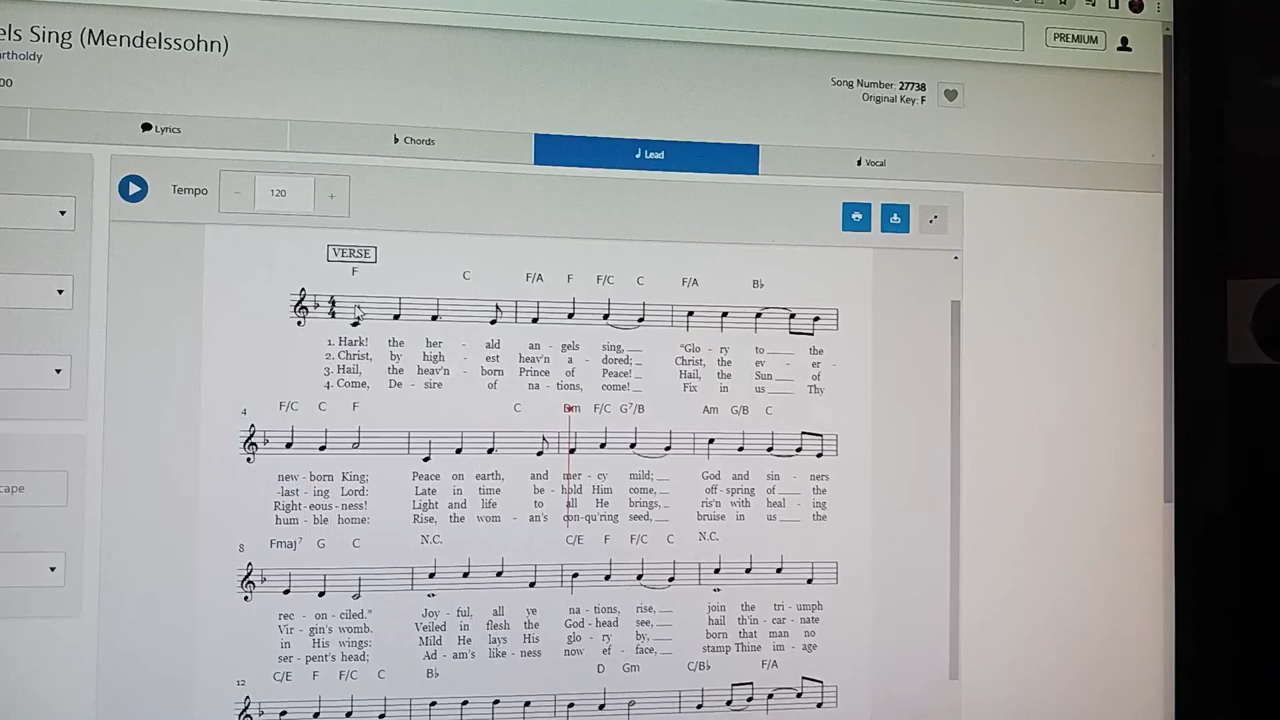 els Sing (Mendelssohn)
artholdy
00
PREMIUM
Song Number: 27738
Original Key: F
Lyrics
Chords
Lead
Vocal
Tempo
− 120 +
VERSE
F C F/A F F/C C F/A B♭
1. Hark! the her - ald an - gels sing, "Glo - ry to the
2. Christ, by high - est heav'n a - dored; Christ, the ev - er -
3. Hail, the heav'n - born Prince of Peace! Hail, the Sun of
4. Come, De - sire of na - tions, come! Fix in us Thy
4 F/C C F C Dm F/C G7/B Am G/B C
new - born King; Peace on earth, and mer - cy mild; God and sin - ners
-last - ing Lord: Late in time be - hold Him come, off - spring of the
Right - eous - ness! Light and life to all He brings, ris'n with heal - ing
hum - ble home: Rise, the wom - an's con - qu'ring seed, bruise in us the
8 Fmaj7 G C N.C. C/E F F/C C N.C.
rec - on - ciled." Joy - ful, all ye na - tions, rise, join the tri - umph
Vir - gin's womb. Veiled in flesh the God - head see, hail th'in - car - nate
in His wings: Mild He lays His glo - ry by, born that man no
ser - pent's head; Ad - am's like - ness now ef - face, stamp Thine im - age
12 C/E F F/C C B♭ D Gm C/B♭ F/A
cape